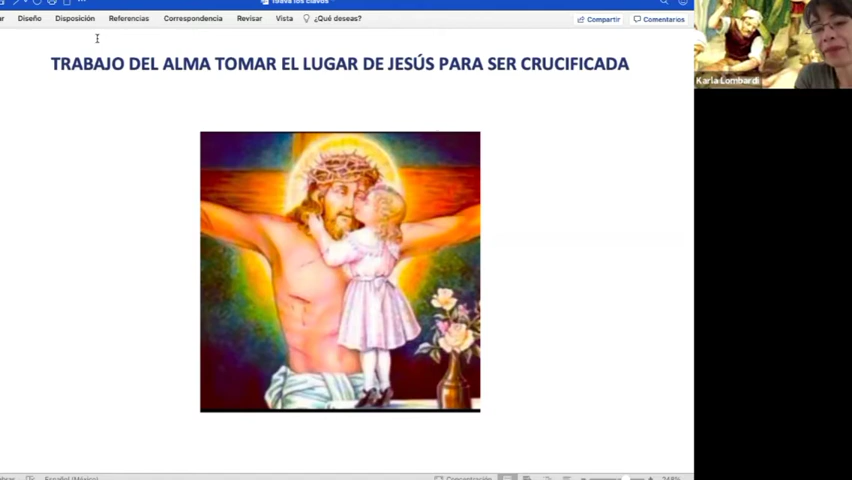 Diseño Disposición Referencias Correspondencia Revisar Vista ¿Qué deseas? Compartir Comentarios
TRABAJO DEL ALMA TOMAR EL LUGAR DE JESÚS PARA SER CRUCIFICADA
Karla Lombardi
Español (México) Concentración